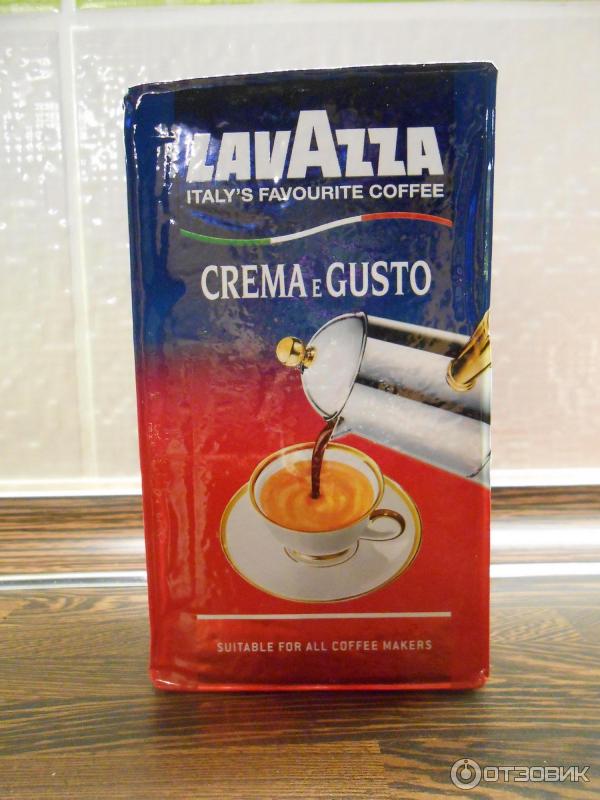 LAVAZZA
ITALY'S FAVOURITE COFFEE
CREMA E GUSTO
SUITABLE FOR ALL COFFEE MAKERS
ОТЗОВИК